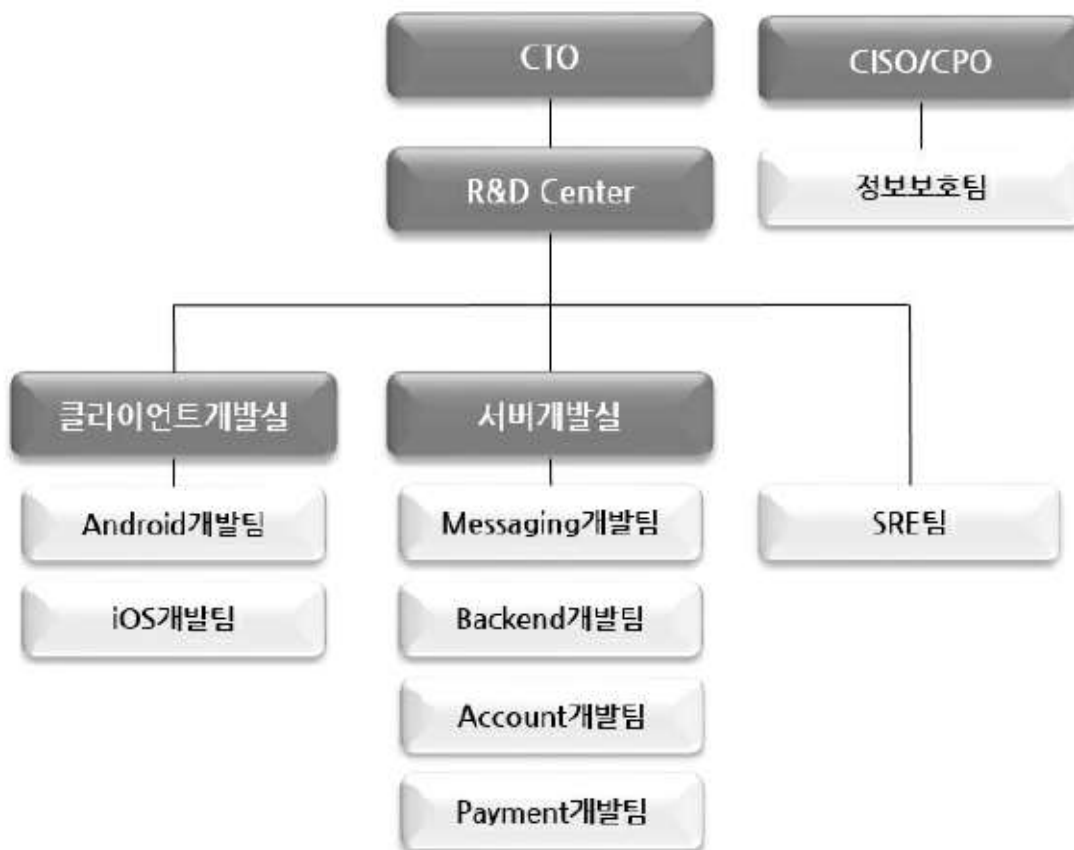 CTO
CISO/CPO
R&D Center
정보보호팀
클라이언트개발실
서버개발실
Android개발팀
Messaging개발팀
SRE팀
iOS개발팀
Backend개발팀
Account개발팀
Payment개발팀